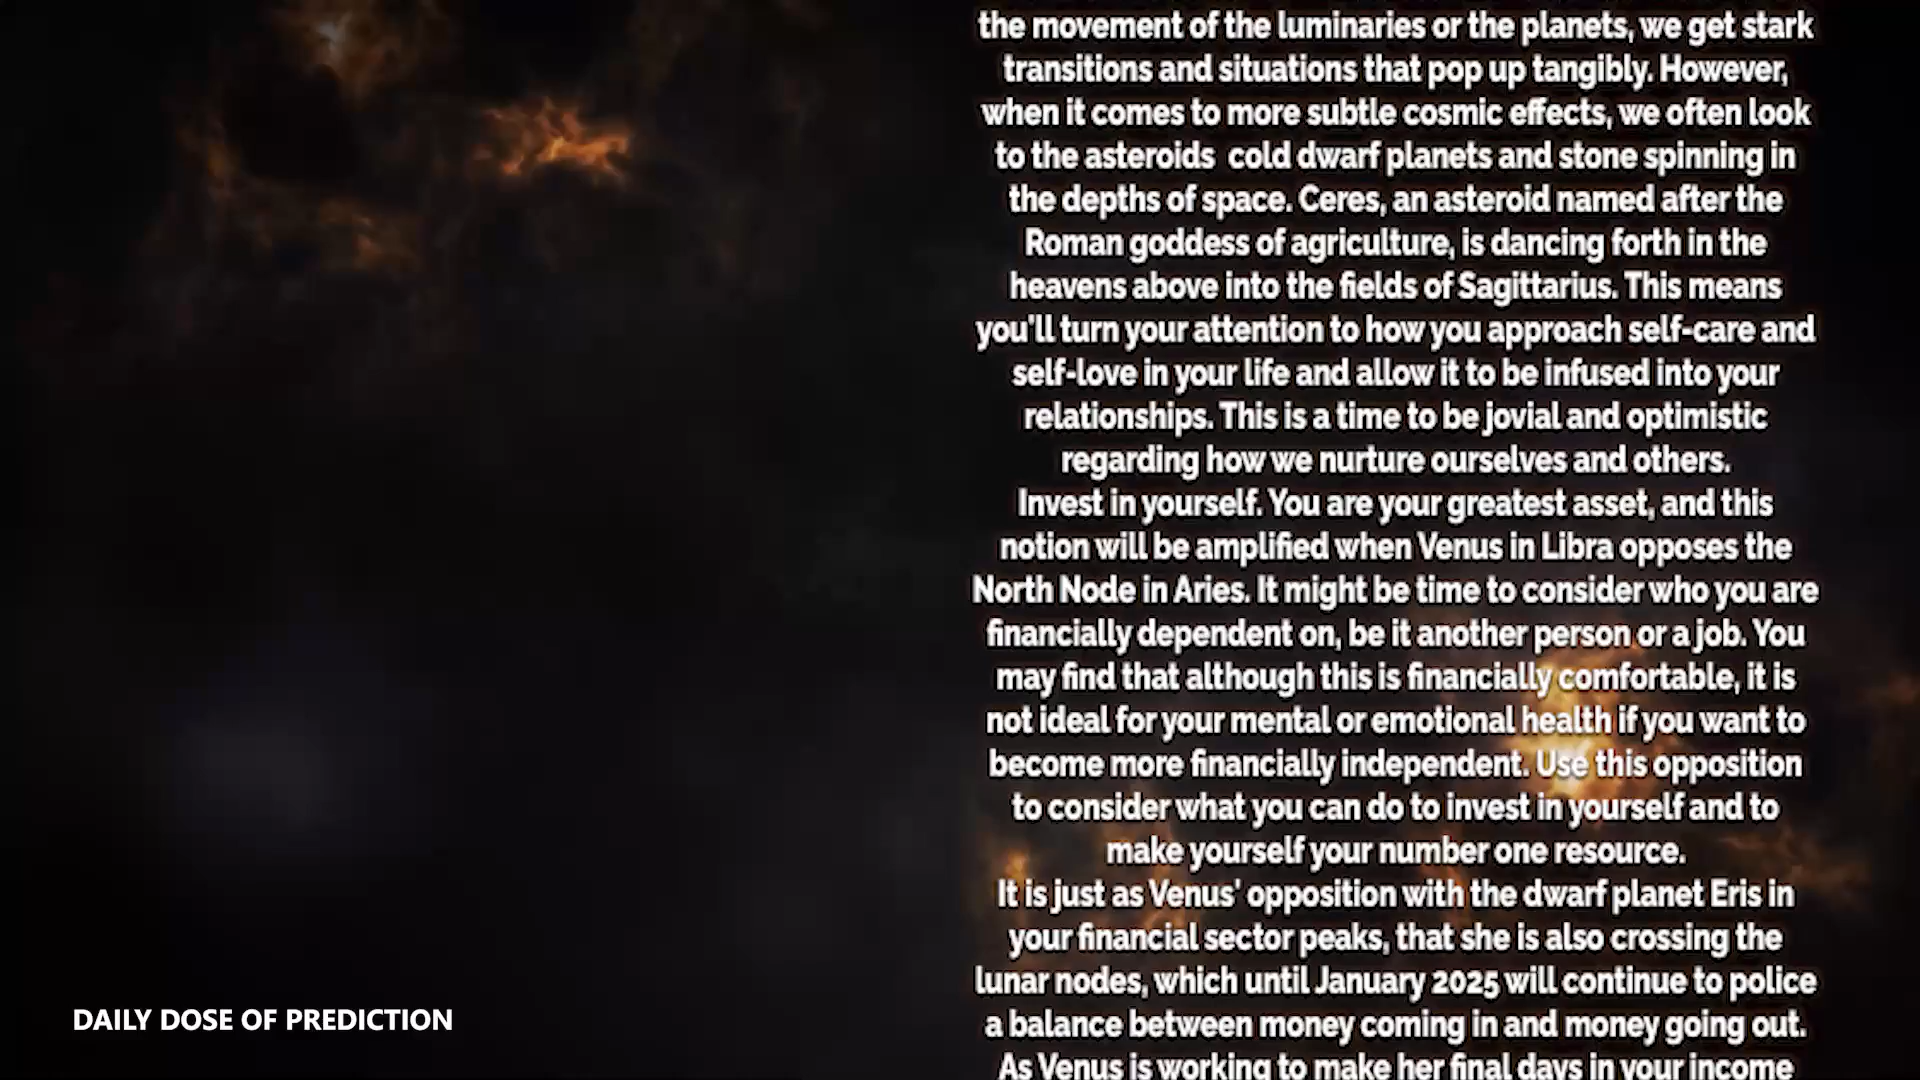 the movement of the luminaries or the planets, we get stark
transitions and situations that pop up tangibly. However,
when it comes to more subtle cosmic effects, we often look
to the asteroids  cold dwarf planets and stone spinning in
the depths of space. Ceres, an asteroid named after the
Roman goddess of agriculture, is dancing forth in the
heavens above into the fields of Sagittarius. This means
you'll turn your attention to how you approach self-care and
self-love in your life and allow it to be infused into your
relationships. This is a time to be jovial and optimistic
regarding how we nurture ourselves and others.
Invest in yourself. You are your greatest asset, and this
notion will be amplified when Venus in Libra opposes the
North Node in Aries. It might be time to consider who you are
financially dependent on, be it another person or a job. You
may find that although this is financially comfortable, it is
not ideal for your mental or emotional health if you want to
become more financially independent. Use this opposition
to consider what you can do to invest in yourself and to
make yourself your number one resource.
It is just as Venus' opposition with the dwarf planet Eris in
your financial sector peaks, that she is also crossing the
lunar nodes, which until January 2025 will continue to police
a balance between money coming in and money going out.
As Venus is working to make her final days in your income
DAILY DOSE OF PREDICTION